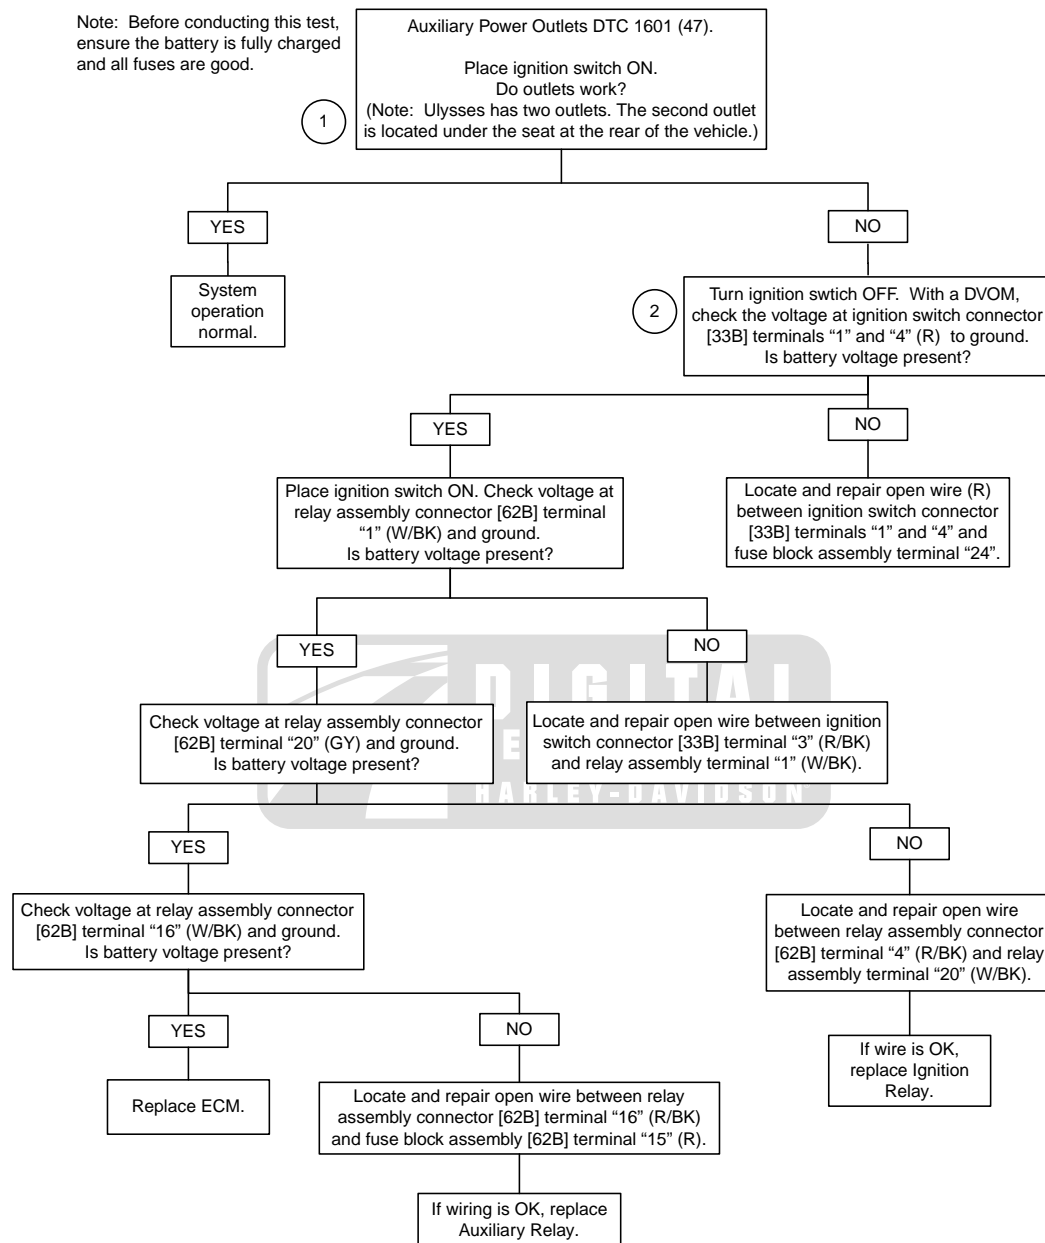 Note: Before conducting this test,
ensure the battery is fully charged
and all fuses are good.
Auxiliary Power Outlets DTC 1601 (47).
Place ignition switch ON.
Do outlets work?
(Note: Ulysses has two outlets. The second outlet
is located under the seat at the rear of the vehicle.)
1
YES
NO
System
operation
normal.
2
Turn ignition swtich OFF. With a DVOM,
check the voltage at ignition switch connector
[33B] terminals “1” and “4” (R) to ground.
Is battery voltage present?
YES
NO
Place ignition switch ON. Check voltage at
relay assembly connector [62B] terminal
“1” (W/BK) and ground.
Is battery voltage present?
Locate and repair open wire (R)
between ignition switch connector
[33B] terminals “1” and “4” and
fuse block assembly terminal “24”.
YES
NO
DIGITAL
HARLEY-DAVIDSON
Check voltage at relay assembly connector
[62B] terminal “20” (GY) and ground.
Is battery voltage present?
Locate and repair open wire between ignition
switch connector [33B] terminal “3” (R/BK)
and relay assembly terminal “1” (W/BK).
YES
NO
Check voltage at relay assembly connector
[62B] terminal “16” (W/BK) and ground.
Is battery voltage present?
Locate and repair open wire
between relay assembly connector
[62B] terminal “4” (R/BK) and relay
assembly terminal “20” (W/BK).
YES
NO
If wire is OK,
replace Ignition
Relay.
Replace ECM.
Locate and repair open wire between relay
assembly connector [62B] terminal “16” (R/BK)
and fuse block assembly [62B] terminal “15” (R).
If wiring is OK, replace
Auxiliary Relay.